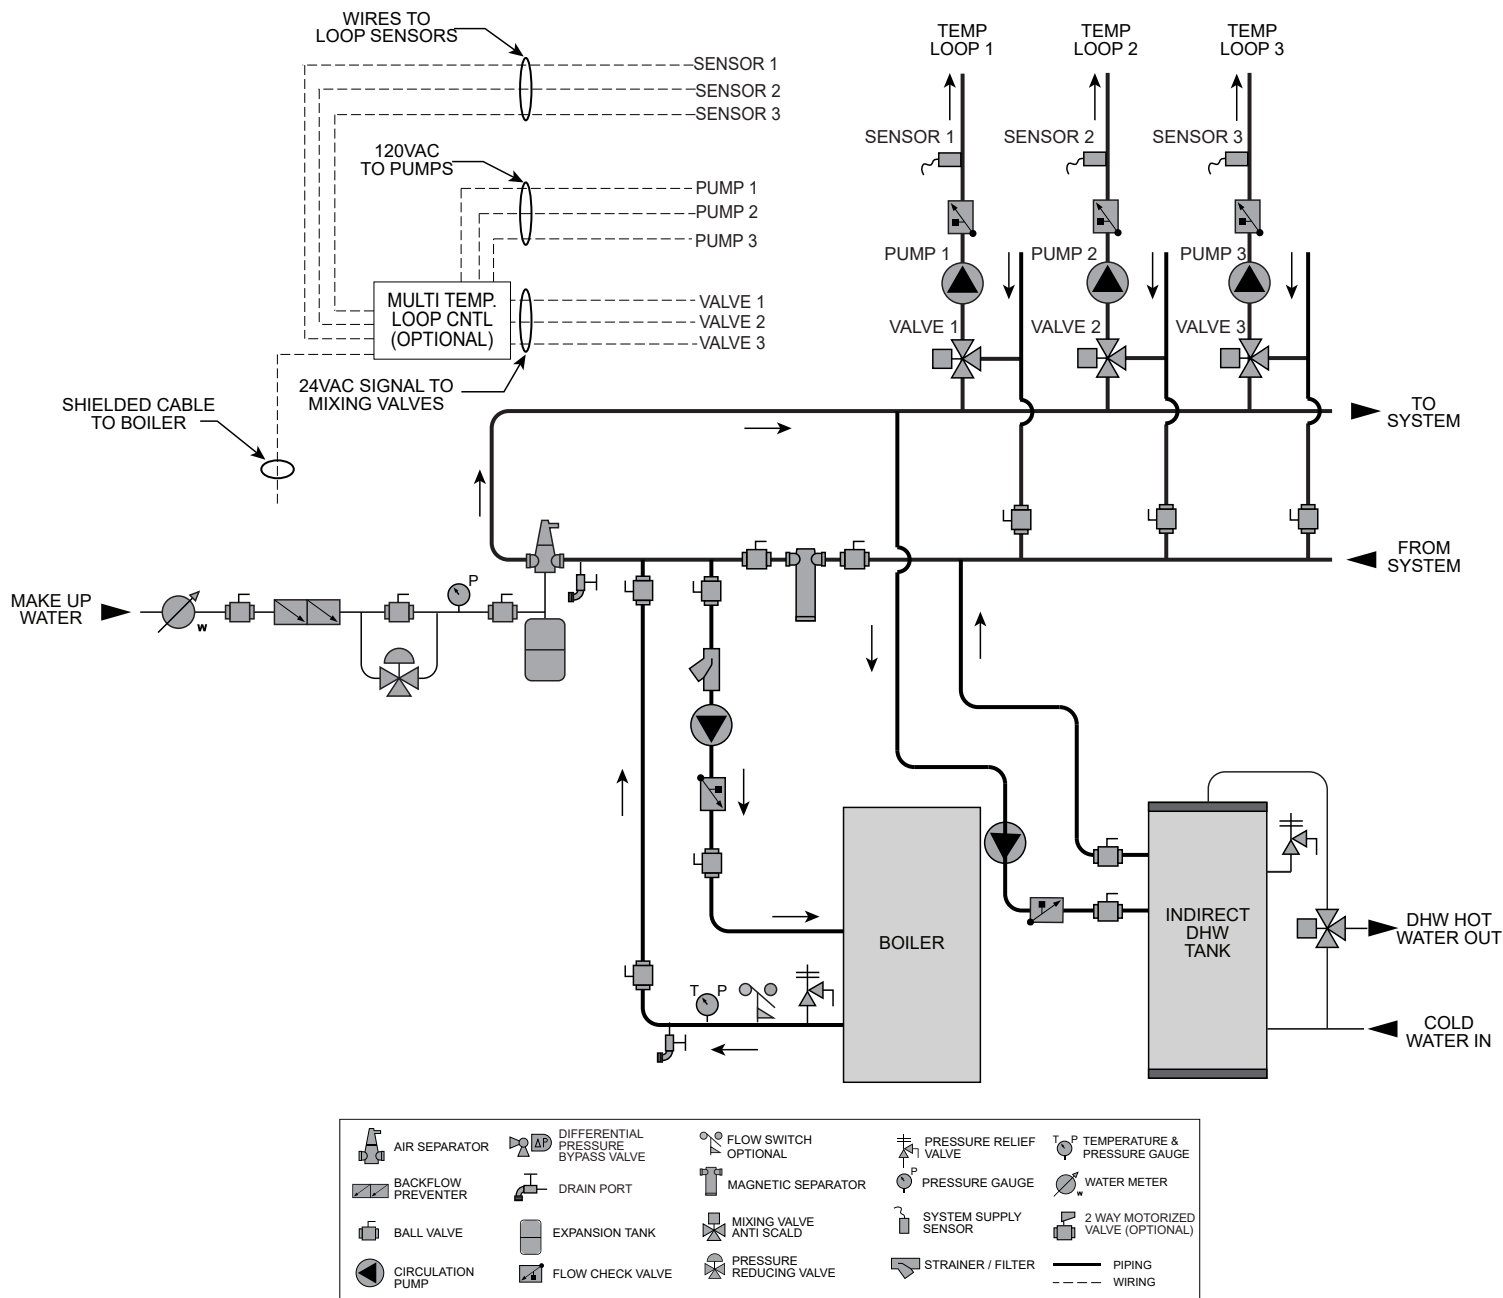 WIRES TO
LOOP SENSORS
SENSOR 1
SENSOR 2
SENSOR 3
120VAC
TO PUMPS
PUMP 1
PUMP 2
PUMP 3
MULTI TEMP.
LOOP CNTL
(OPTIONAL)
VALVE 1
VALVE 2
VALVE 3
24VAC SIGNAL TO
MIXING VALVES
SHIELDED CABLE
TO BOILER
TEMP
LOOP 1
TEMP
LOOP 2
TEMP
LOOP 3
SENSOR 1
SENSOR 2
SENSOR 3
PUMP 1
PUMP 2
PUMP 3
VALVE 1
VALVE 2
VALVE 3
TO
SYSTEM
FROM
SYSTEM
MAKE UP
WATER
W
P
T P
BOILER
INDIRECT
DHW
TANK
DHW HOT
WATER OUT
COLD
WATER IN
AIR SEPARATOR
BACKFLOW
PREVENTER
BALL VALVE
CIRCULATION
PUMP
ΔP
DIFFERENTIAL
PRESSURE
BYPASS VALVE
DRAIN PORT
EXPANSION TANK
FLOW CHECK VALVE
FLOW SWITCH
OPTIONAL
MAGNETIC SEPARATOR
MIXING VALVE
ANTI SCALD
PRESSURE
REDUCING VALVE
PRESSURE RELIEF
VALVE
P
PRESSURE GAUGE
SYSTEM SUPPLY
SENSOR
STRAINER / FILTER
T P
TEMPERATURE &
PRESSURE GAUGE
W
WATER METER
2 WAY MOTORIZED
VALVE (OPTIONAL)
PIPING
WIRING